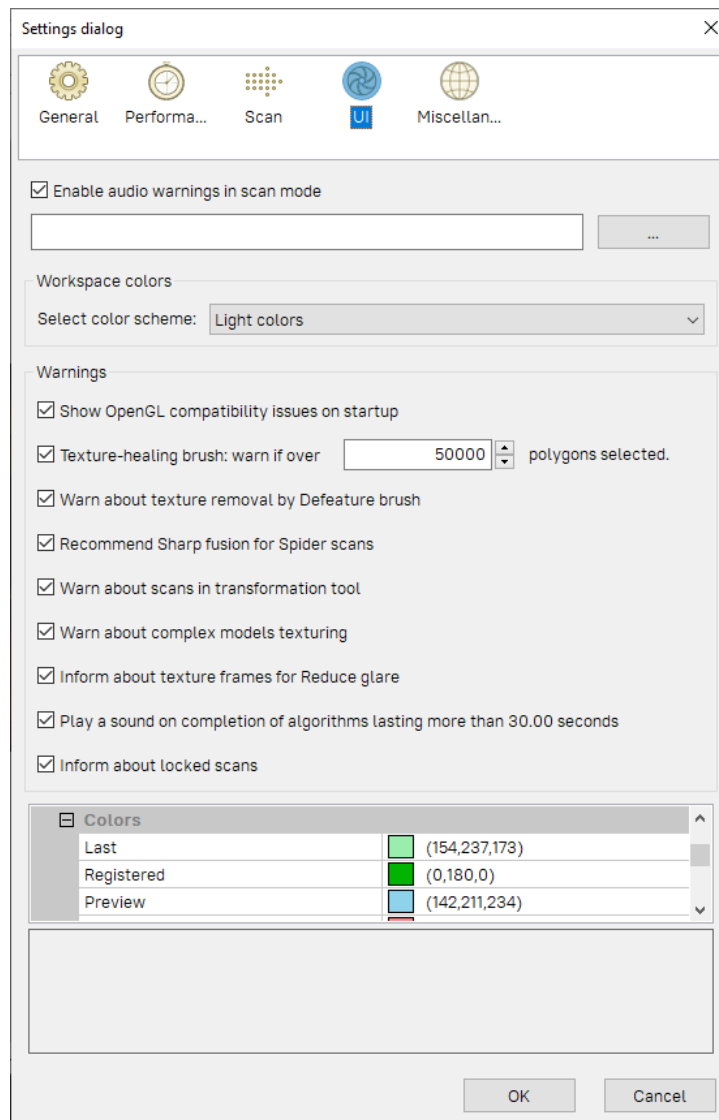 Settings dialog
General Performa... Scan UI Miscellan...
Enable audio warnings in scan mode
...
Workspace colors
Select color scheme: Light colors
Warnings
Show OpenGL compatibility issues on startup
Texture-healing brush: warn if over 50000 polygons selected.
Warn about texture removal by Defeature brush
Recommend Sharp fusion for Spider scans
Warn about scans in transformation tool
Warn about complex models texturing
Inform about texture frames for Reduce glare
Play a sound on completion of algorithms lasting more than 30.00 seconds
Inform about locked scans
Colors
Last (154,237,173)
Registered (0,180,0)
Preview (142,211,234)
OK Cancel